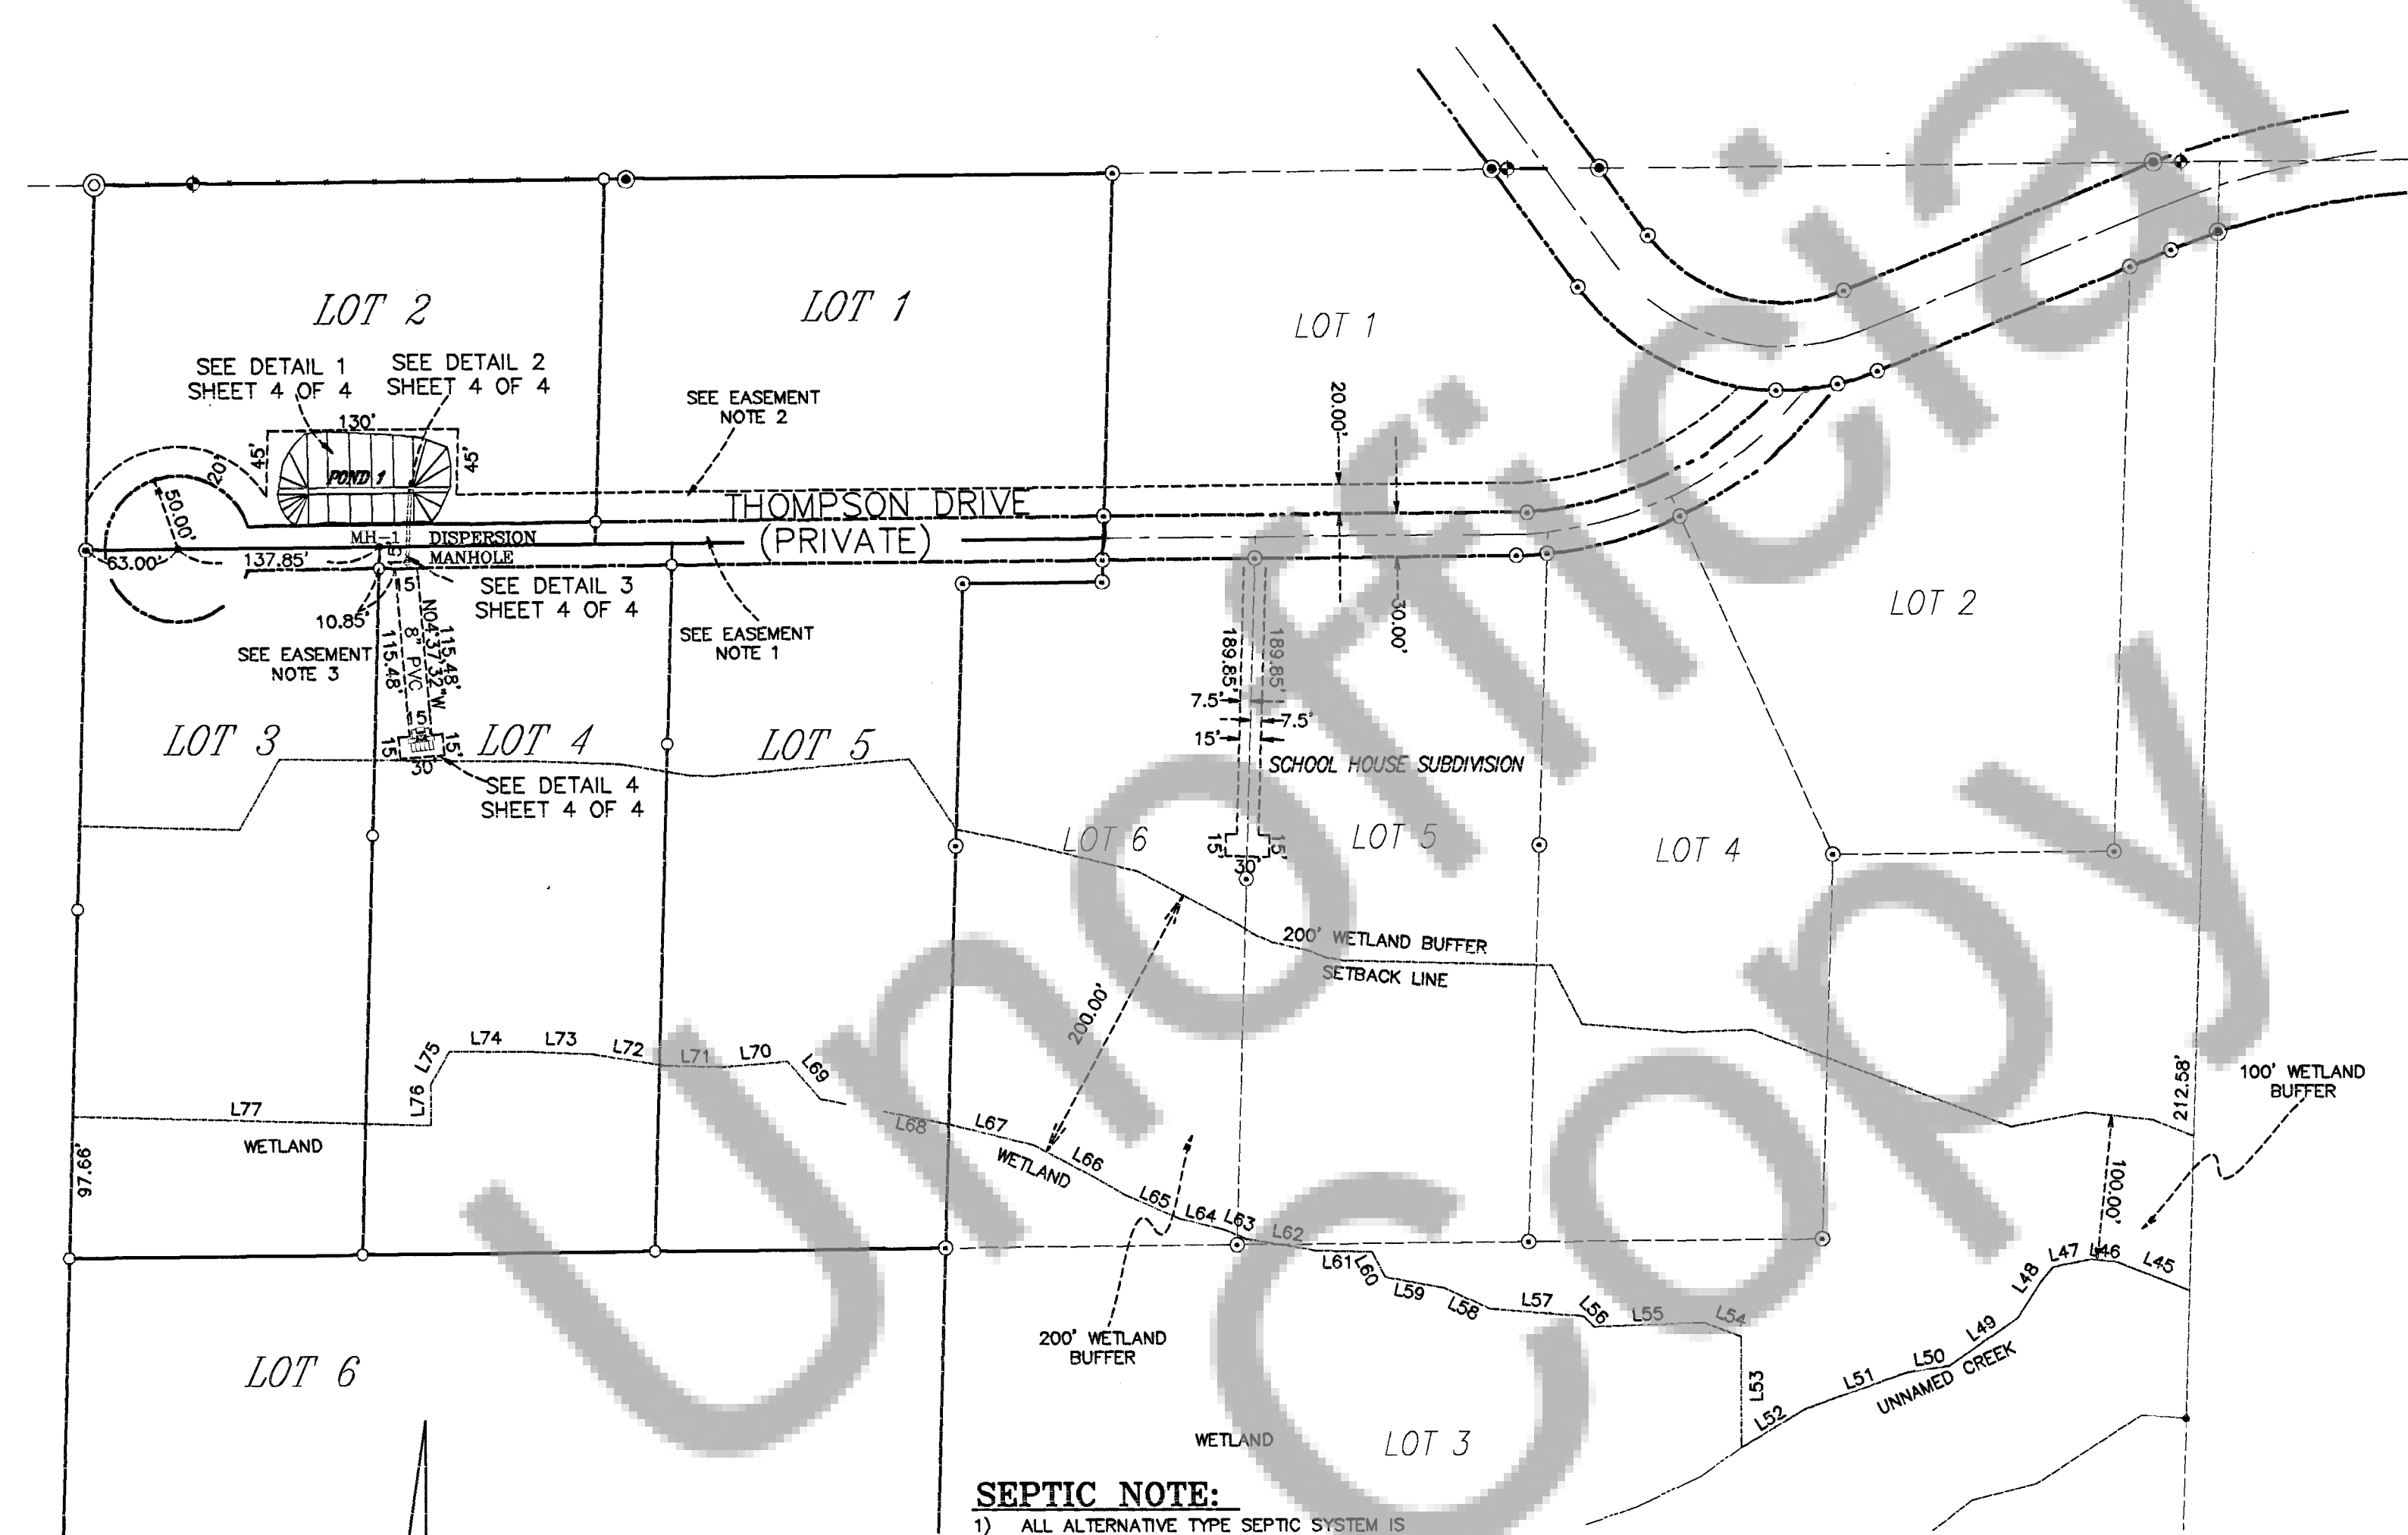 LOT 2
LOT 1
LOT 1
SEE DETAIL 1
SHEET 4 OF 4
SEE DETAIL 2
SHEET 4 OF 4
SEE EASEMENT
NOTE 2
20.00'
130'
45'
45'
20'
POND 1
50.00'
THOMPSON DRIVE
(PRIVATE)
MH-1
DISPERSION
MANHOLE
63.00'
137.85'
15'
15
SEE DETAIL 3
SHEET 4 OF 4
10.85'
SEE EASEMENT
NOTE 1
SEE EASEMENT
NOTE 3
115.48'
8" PVC
N04°37'32"W
115.48'
30.00'
LOT 2
189.85'
189.85'
7.5'
7.5'
15'
LOT 3
LOT 4
LOT 5
15'
15'
15'
30'
SEE DETAIL 4
SHEET 4 OF 4
SCHOOL HOUSE SUBDIVISION
LOT 6
LOT 5
LOT 4
15'
15'
30'
200' WETLAND BUFFER
SETBACK LINE
200.00'
L77
L76
L75
L74
L73
L72
L71
L70
L69
L68
L67
L66
L65
L64
L63
L62
L61
L60
L59
L58
L57
L56
L55
L54
L53
L52
L51
L50
L49
L48
L47
L46
L45
WETLAND
WETLAND
97.66'
212.58'
100' WETLAND
BUFFER
100.00'
200' WETLAND
BUFFER
UNNAMED CREEK
LOT 6
WETLAND
LOT 3
SEPTIC NOTE:
1) ALL ALTERNATIVE TYPE SEPTIC SYSTEM IS
Unofficial
Copy